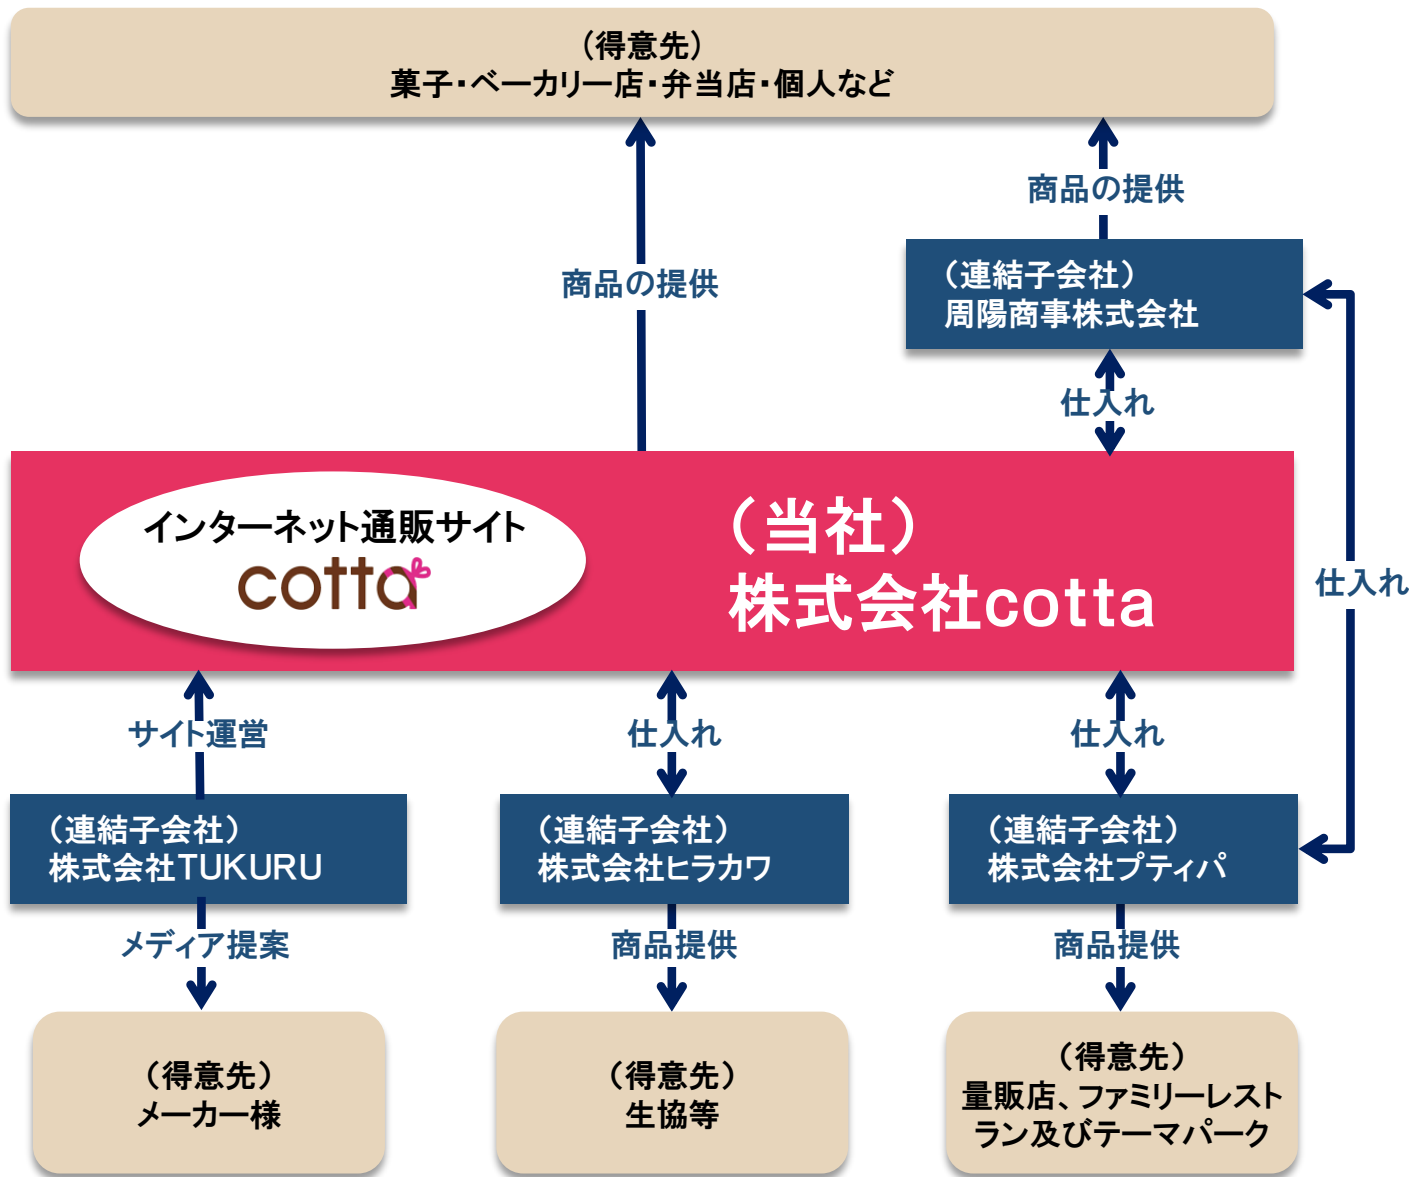 （得意先）
菓子・ベーカリー店・弁当店・個人など
商品の提供
（連結子会社）
周陽商事株式会社
商品の提供
仕入れ
インターネット通販サイト
cotta
（当社）
株式会社cotta
仕入れ
サイト運営
仕入れ
仕入れ
（連結子会社）
株式会社TUKURU
（連結子会社）
株式会社ヒラカワ
（連結子会社）
株式会社プティパ
メディア提案
商品提供
商品提供
（得意先）
メーカー様
（得意先）
生協等
（得意先）
量販店、ファミリーレスト
ラン及びテーマパーク